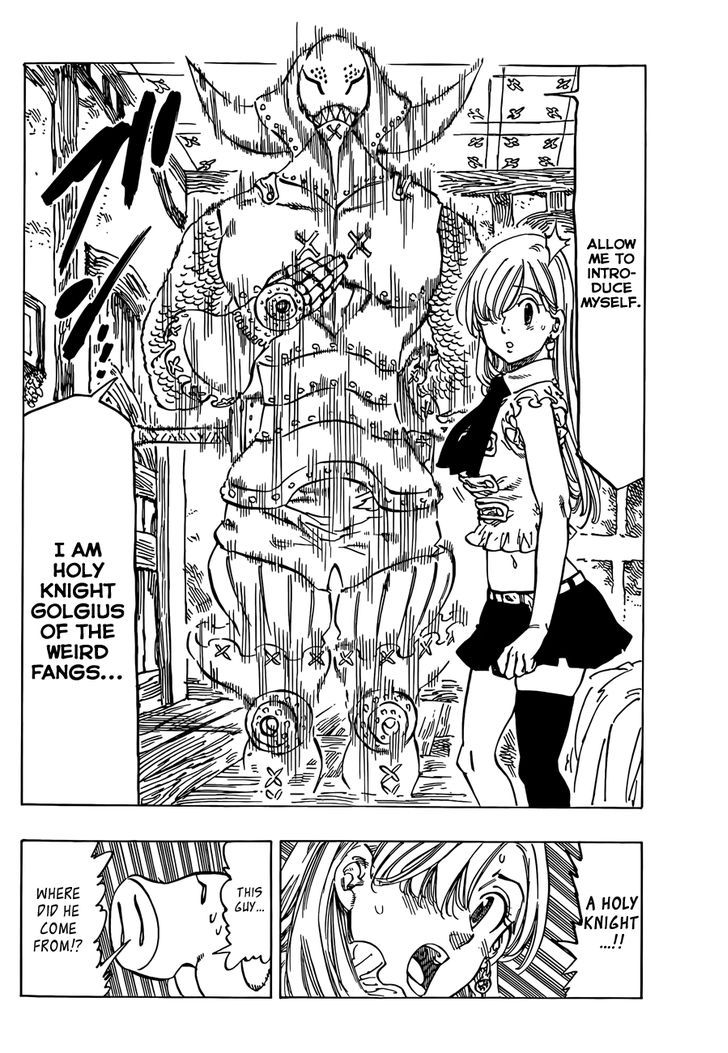 ALLOW
ME TO
INTRO-
DUCE
MYSELF.
I AM
HOLY
KNIGHT
GOLGIUS
OF THE
WEIRD
FANGS...
A HOLY
KNIGHT
...!!
THIS
GUY...
WHERE
DID HE
COME
FROM!?